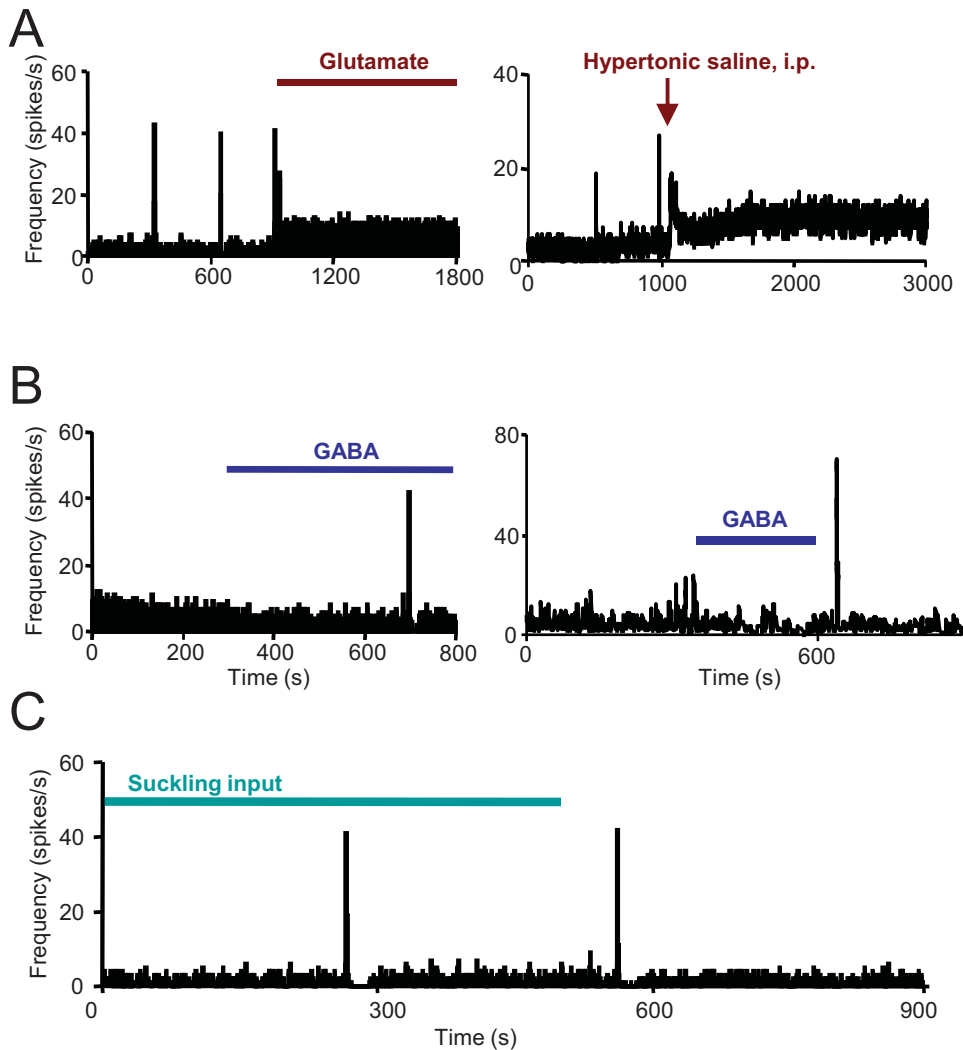 A
Glutamate
Hypertonic saline, i.p.
Frequency (spikes/s)
60
40
20
0
0
600
1200
1800
40
20
0
0
1000
2000
3000
B
GABA
GABA
Frequency (spikes/s)
60
40
20
0
0
200
400
600
800
Time (s)
80
40
0
0
600
Time (s)
C
Suckling input
Frequency (spikes/s)
60
40
20
0
0
300
600
900
Time (s)